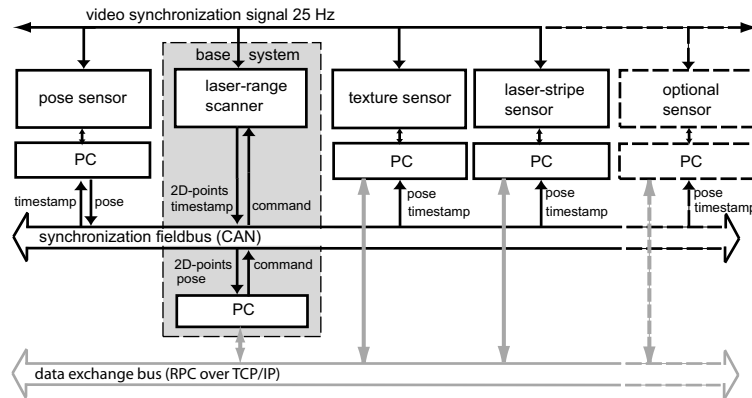 video synchronization signal 25 Hz
base system
pose sensor
laser-range
scanner
texture sensor
laser-stripe
sensor
optional
sensor
PC
PC
PC
PC
timestamp
pose
2D-points
timestamp
command
pose
timestamp
pose
timestamp
pose
timestamp
synchronization fieldbus (CAN)
2D-points
pose
command
PC
data exchange bus (RPC over TCP/IP)